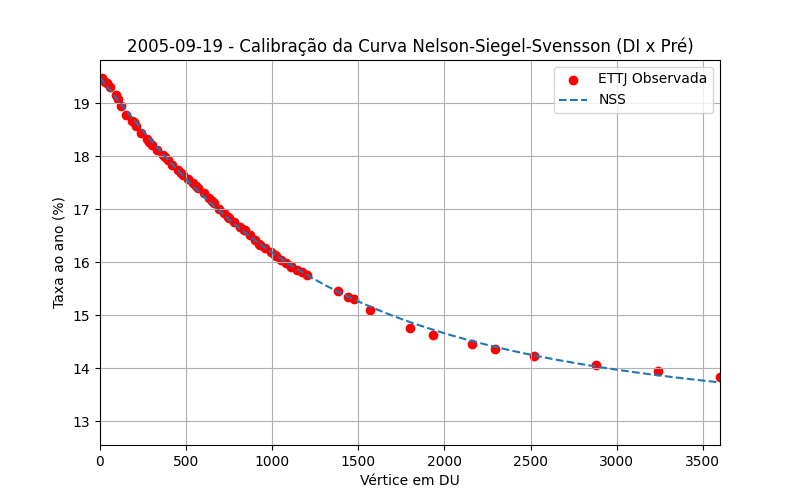 2005-09-19 - Calibração da Curva Nelson-Siegel-Svensson (DI x Pré)
ETTJ Observada
NSS
Taxa ao ano (%)
19
18
17
16
15
14
13
0 500 1000 1500 2000 2500 3000 3500
Vértice em DU